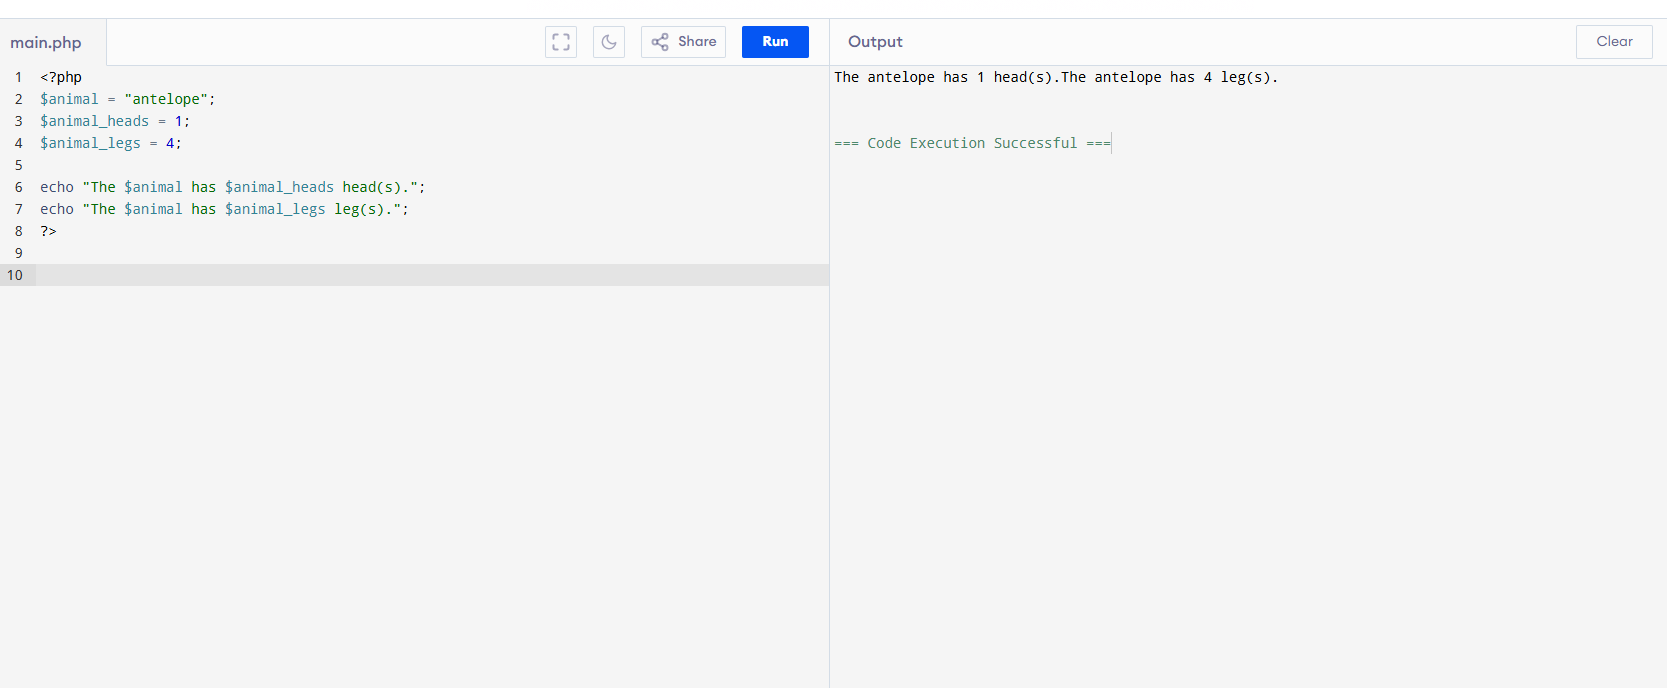 main.php
Share
Run
Output
Clear
1 <?php
2 $animal = "antelope";
3 $animal_heads = 1;
4 $animal_legs = 4;
5
6 echo "The $animal has $animal_heads head(s).";
7 echo "The $animal has $animal_legs leg(s).";
8 ?>
9
10
The antelope has 1 head(s).The antelope has 4 leg(s).
=== Code Execution Successful ===